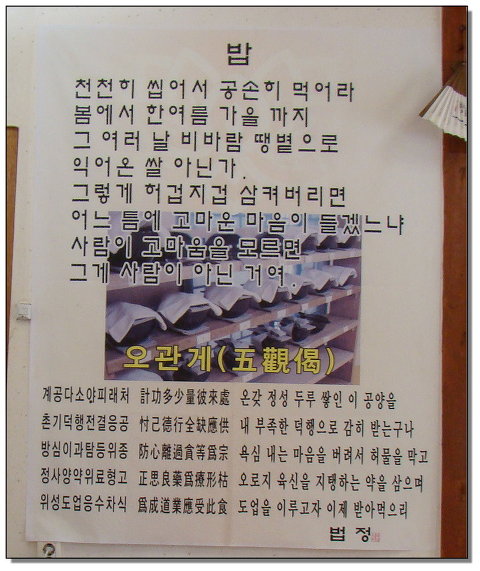 밥
천천히 씹어서 공손히 먹어라
봄에서 한여름 가을 까지
그 여러 날 비바람 땡볕으로
익어온 쌀 아닌가.
그렇게 허겁지겁 삼켜버리면
어느 틈에 고마운 마음이 들겠느냐
사람이 고마움을 모르면
그게 사람이 아닌 거여.
오관게(五觀偈)
계공다소양피래처 計功多少量彼來處 온갖 정성 두루 쌓인 이 공양을
촌기덕행전결응공 忖己德行全缺應供 내 부족한 덕행으로 감히 받는구나
방심이과탐등위종 防心離過貪等爲宗 욕심 내는 마음을 버려서 허물을 막고
정사양약위료형고 正思良藥爲療形枯 오로지 육신을 지탱하는 약을 삼으며
위성도업응수차식 爲成道業應受此食 도업을 이루고자 이제 받아먹으리
법정